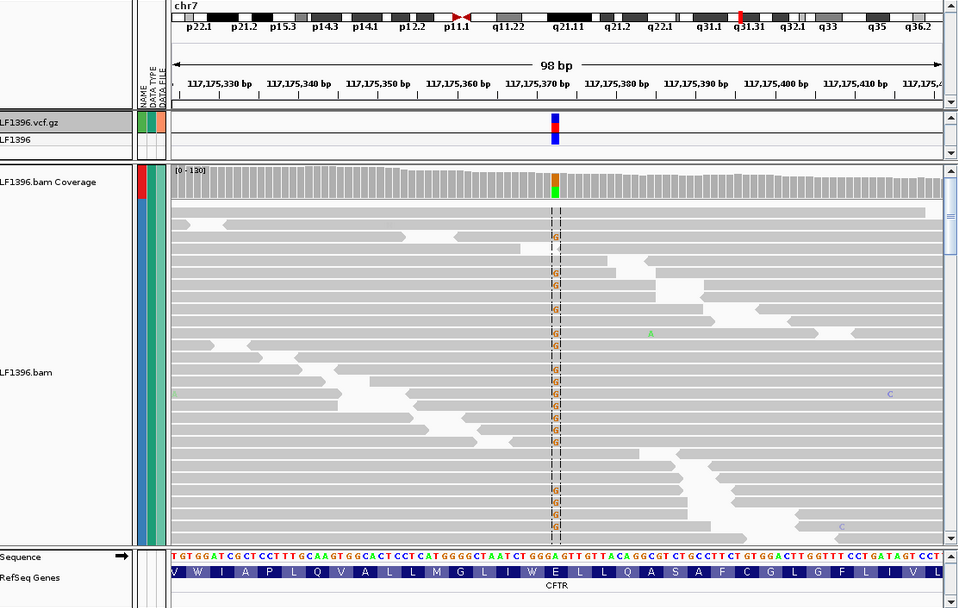 chr7
p22.1 p21.2 p15.3 p14.3 p14.1 p12.2 p11.1 q11.22 q21.11 q21.2 q22.1 q31.1 q31.31 q32.1 q33 q35 q36.2
98 bp
117,175,330 bp 117,175,340 bp 117,175,350 bp 117,175,360 bp 117,175,370 bp 117,175,380 bp 117,175,390 bp 117,175,400 bp 117,175,410 bp 117,175,4
NAME
DATA TYPE
DATA FILE
LF1396.vcf.gz
LF1396
LF1396.bam Coverage
[0 - 130]
G
G
G
G
G A
G
G
G
G C
G
G
G
G
G
G
G
G C
LF1396.bam
Sequence
TGTGGATCGCTCCTTTGCAAGTGGCACTCCTCATGGGGCTAATCTGGGAGTTGTTACAGGCGTCTGCCTTCTGTGGACTTGGTTTCCTGATAGTCCT
RefSeq Genes
V W I A P L Q V A L L M G L I W E L L Q A S A F C G L G F L I V L
CFTR